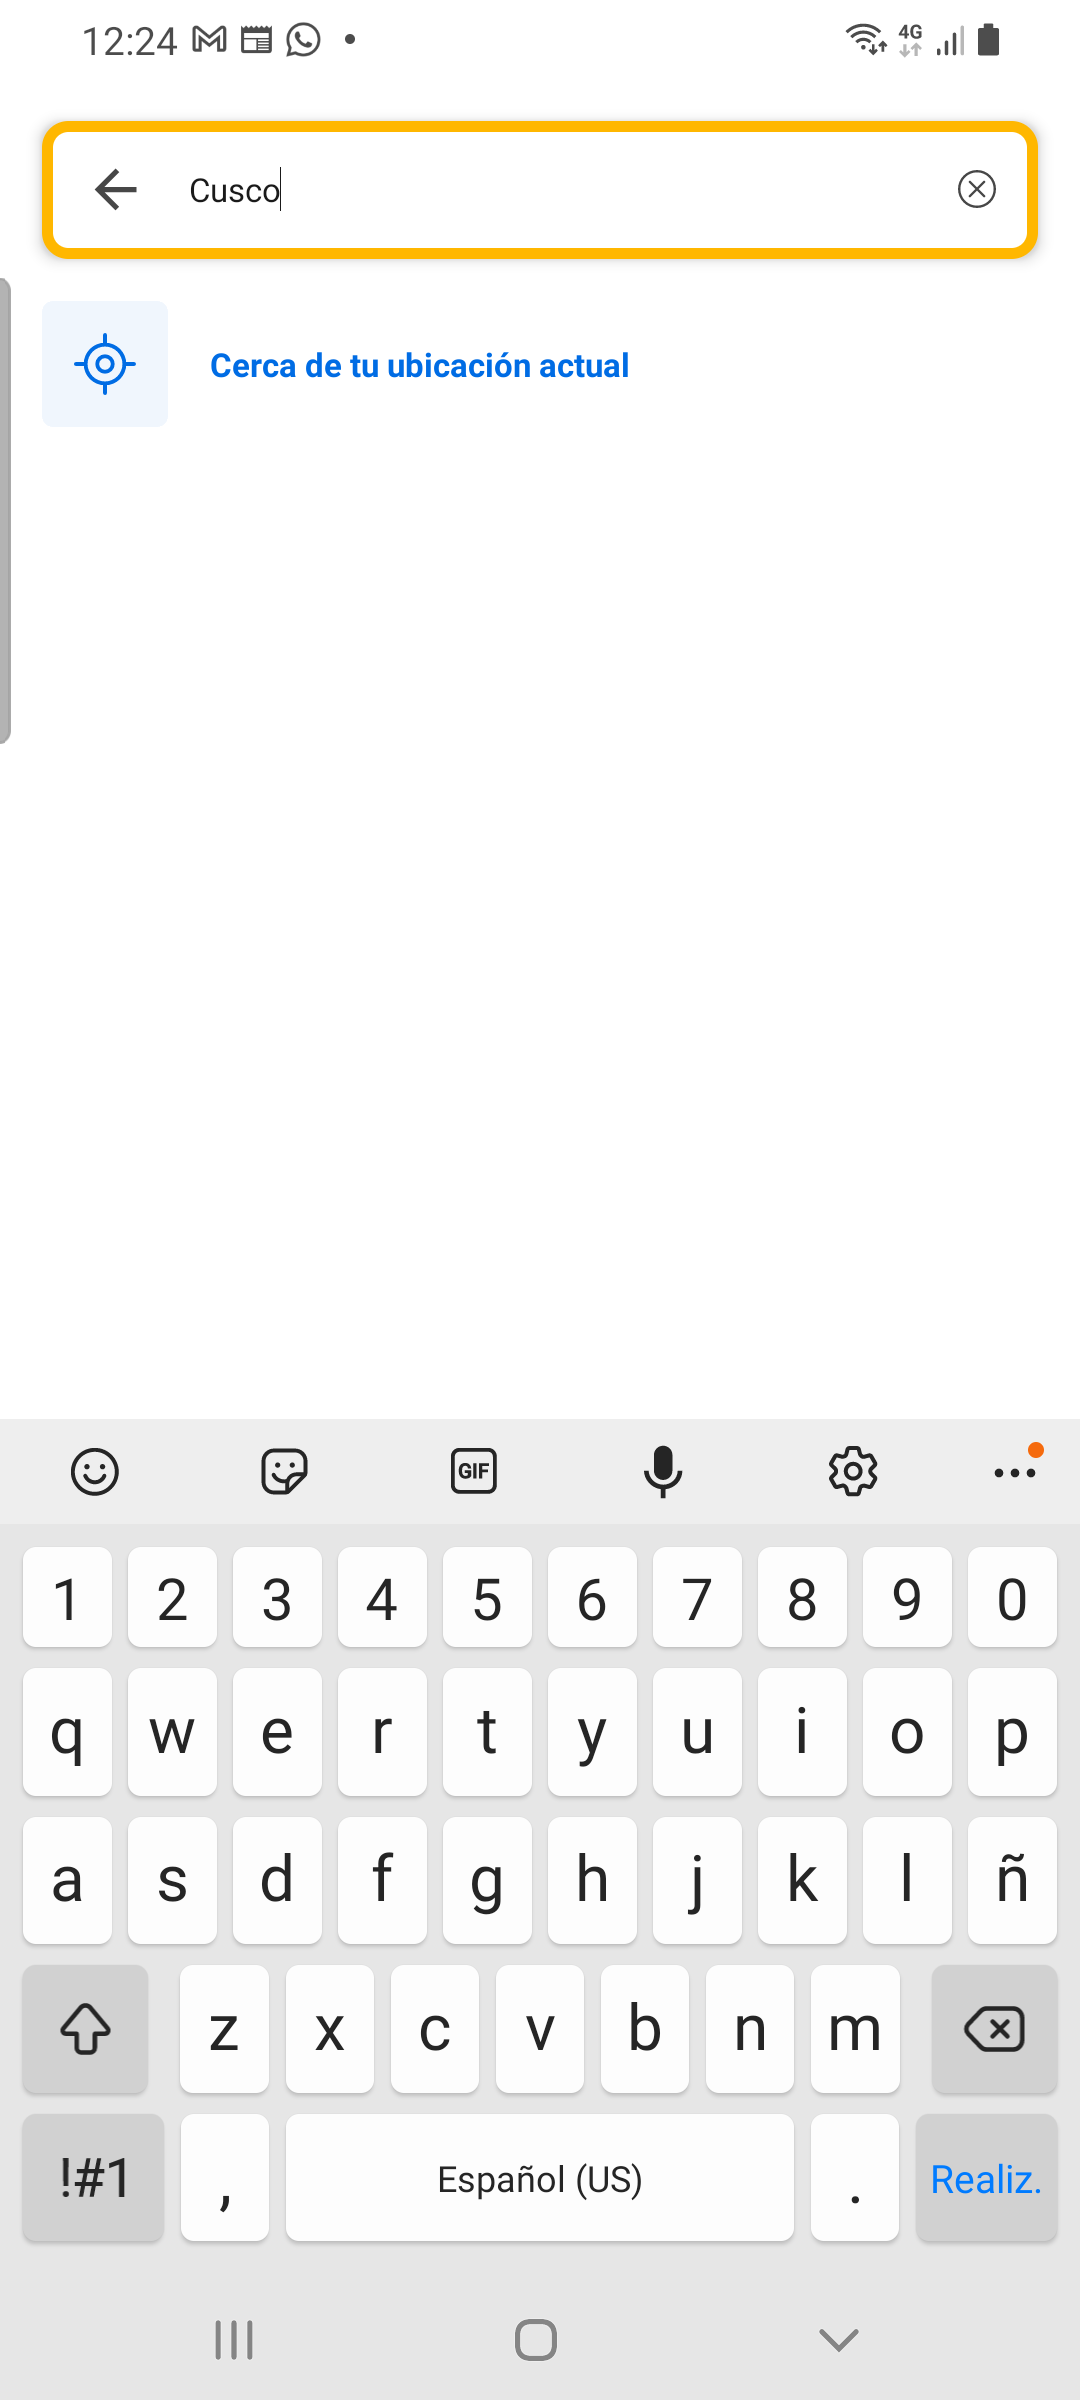 12:24
4G
Cusco
Cerca de tu ubicación actual
GIF
1 2 3 4 5 6 7 8 9 0
q w e r t y u i o p
a s d f g h j k l ñ
z x c v b n m
!#1 , Español (US) . Realiz.